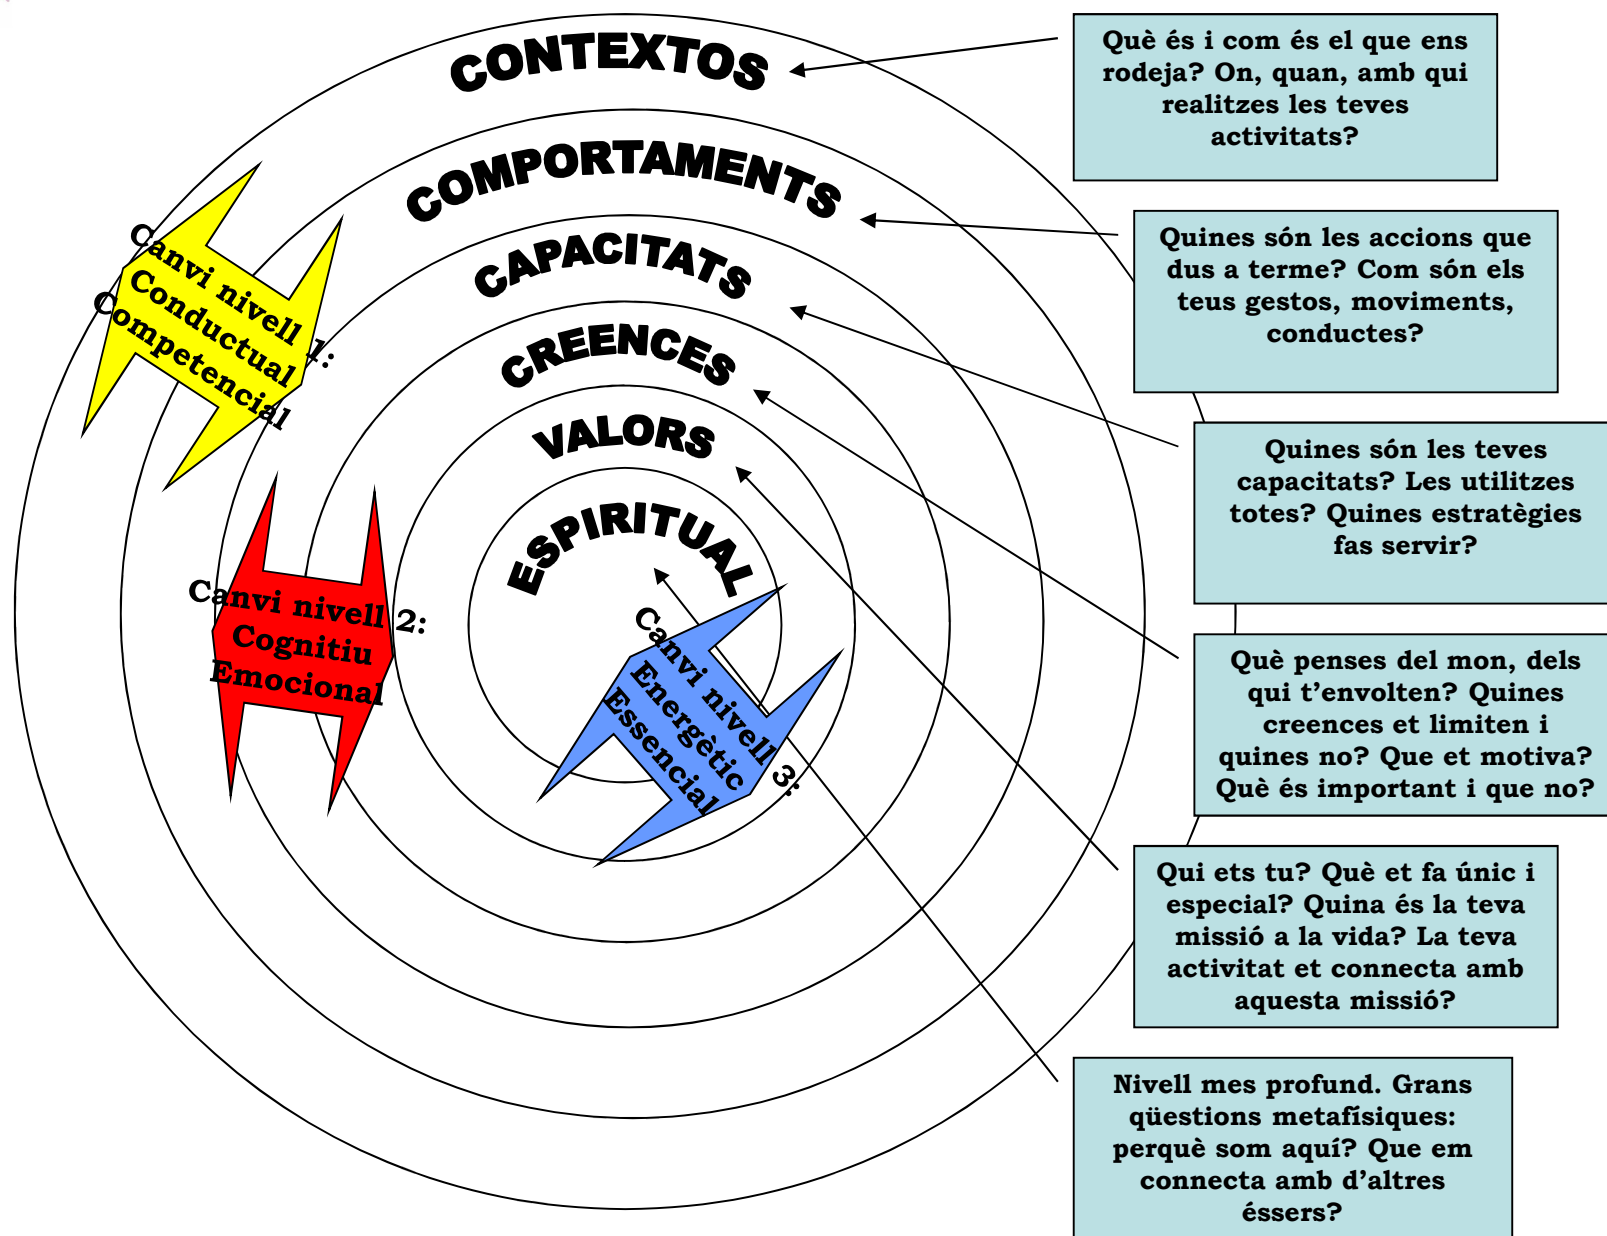 CONTEXTOS
COMPORTAMENTS
CAPACITATS
CREENCES
VALORS
ESPIRITUAL
Canvi nivell 1:
Conductual
Competencial
Canvi nivell 2:
Cognitiu
Emocional
Canvi nivell 3:
Energètic
Essencial
Què és i com és el que ens
rodeja? On, quan, amb qui
realitzes les teves
activitats?
Quines són les accions que
dus a terme? Com són els
teus gestos, moviments,
conductes?
Quines són les teves
capacitats? Les utilitzes
totes? Quines estratègies
fas servir?
Què penses del mon, dels
qui t’envolten? Quines
creences et limiten i
quines no? Que et motiva?
Què és important i que no?
Qui ets tu? Què et fa únic i
especial? Quina és la teva
missió a la vida? La teva
activitat et connecta amb
aquesta missió?
Nivell mes profund. Grans
qüestions metafísiques:
perquè som aquí? Que em
connecta amb d’altres
éssers?